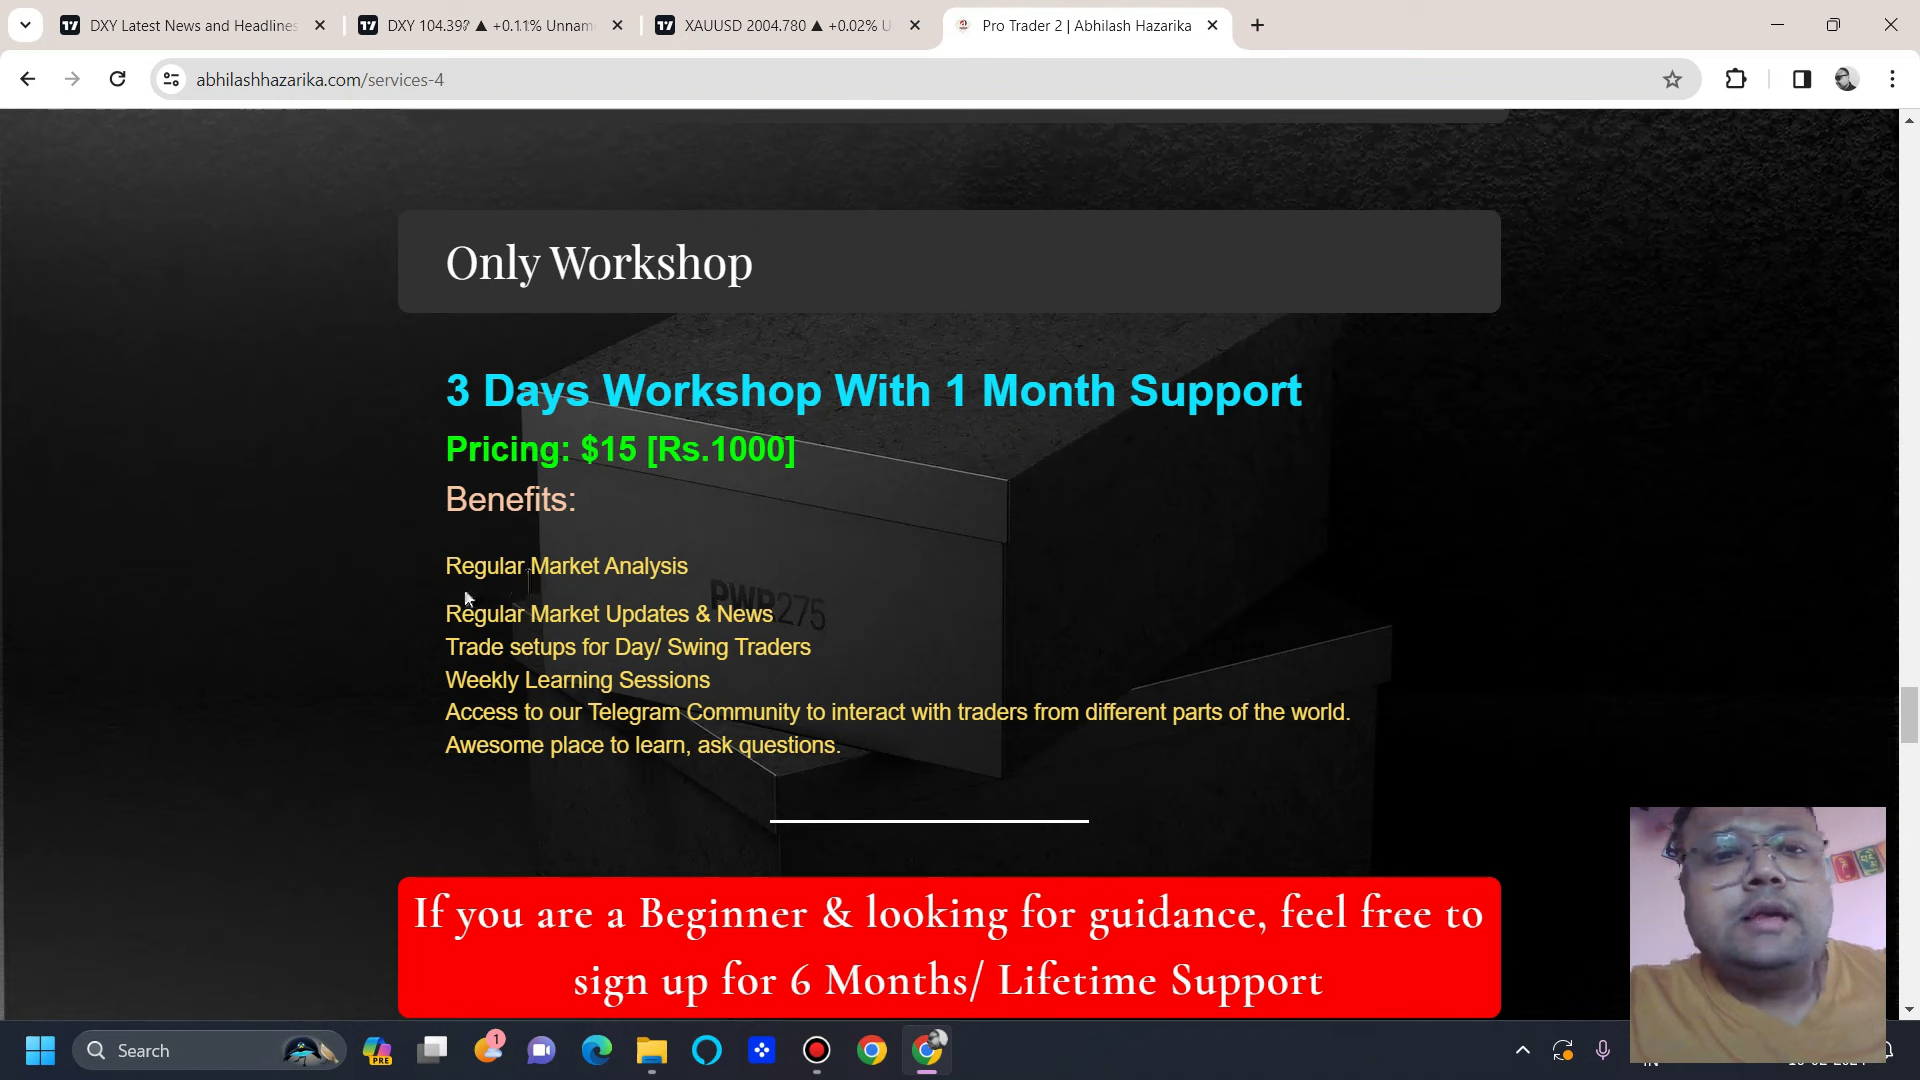 DXY Latest News and Headlines
DXY 104.397 ▲ +0.11% Unnam
XAUUSD 2004.780 ▲ +0.02% U
Pro Trader 2 | Abhilash Hazarika
abhilashhazarika.com/services-4
Only Workshop
3 Days Workshop With 1 Month Support
Pricing: $15 [Rs.1000]
Benefits:
Regular Market Analysis
PWR275
Regular Market Updates & News
Trade setups for Day/ Swing Traders
Weekly Learning Sessions
Access to our Telegram Community to interact with traders from different parts of the world.
Awesome place to learn, ask questions.
If you are a Beginner & looking for guidance, feel free to
sign up for 6 Months/ Lifetime Support
Search
PRE
1